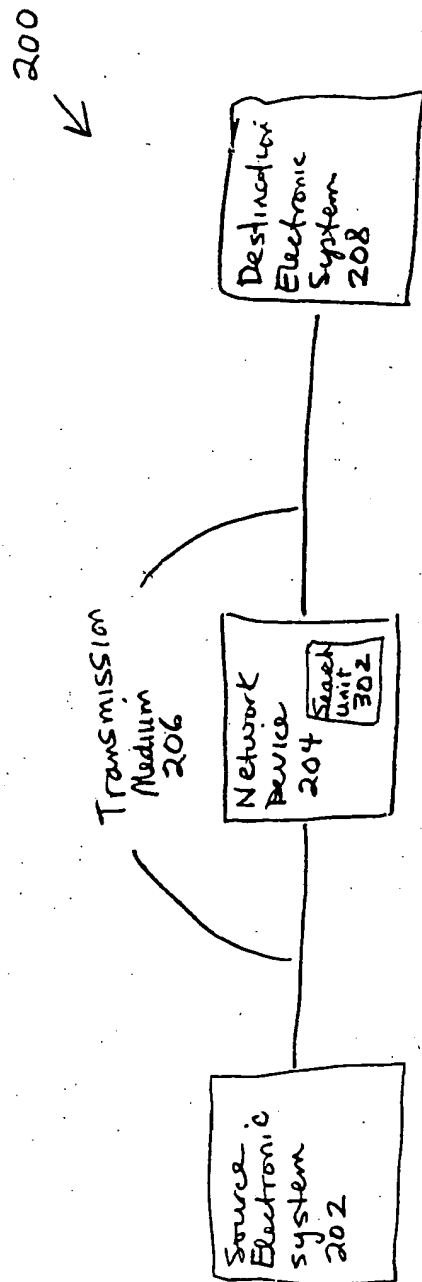 200
Transmission
Medium
206
Source
Electronic
system
202
Network
Device
204
Search
Unit
302
Destination
Electronic
System
208